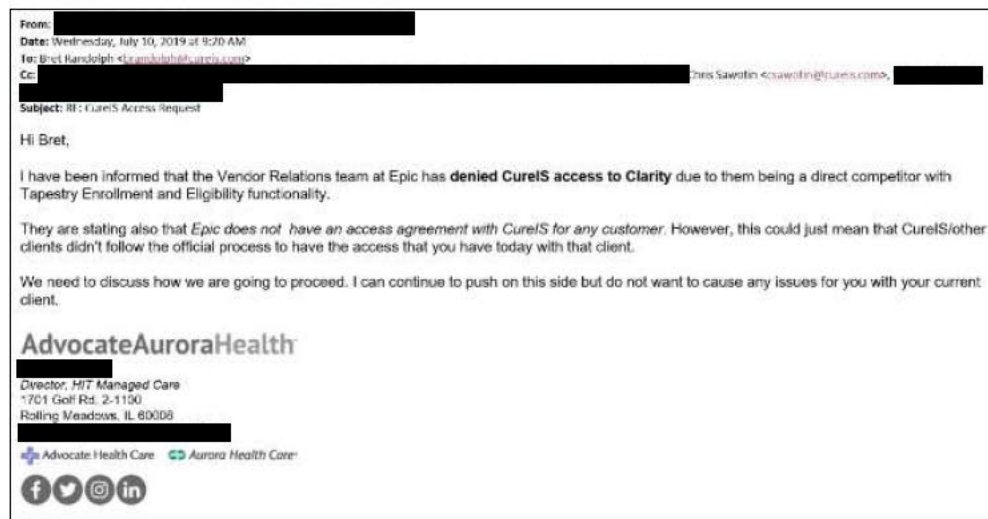 From:
Date: Wednesday, July 10, 2019 at 9:20 AM
To: Bret Randolph <brandolph@cureis.com>
Cc: Chris Sawotin <csawotin@cureis.com>,
Subject: RE: CureIS Access Request
Hi Bret,
I have been informed that the Vendor Relations team at Epic has denied CureIS access to Clarity due to them being a direct competitor with
Tapestry Enrollment and Eligibility functionality.
They are stating also that Epic does not have an access agreement with CureIS for any customer. However, this could just mean that CureIS/other
clients didn't follow the official process to have the access that you have today with that client.
We need to discuss how we are going to proceed. I can continue to push on this side but do not want to cause any issues for you with your current
client.
AdvocateAuroraHealth
Director, HIT Managed Care
1701 Golf Rd, 2-1100
Rolling Meadows, IL 60008
Advocate Health Care Aurora Health Care